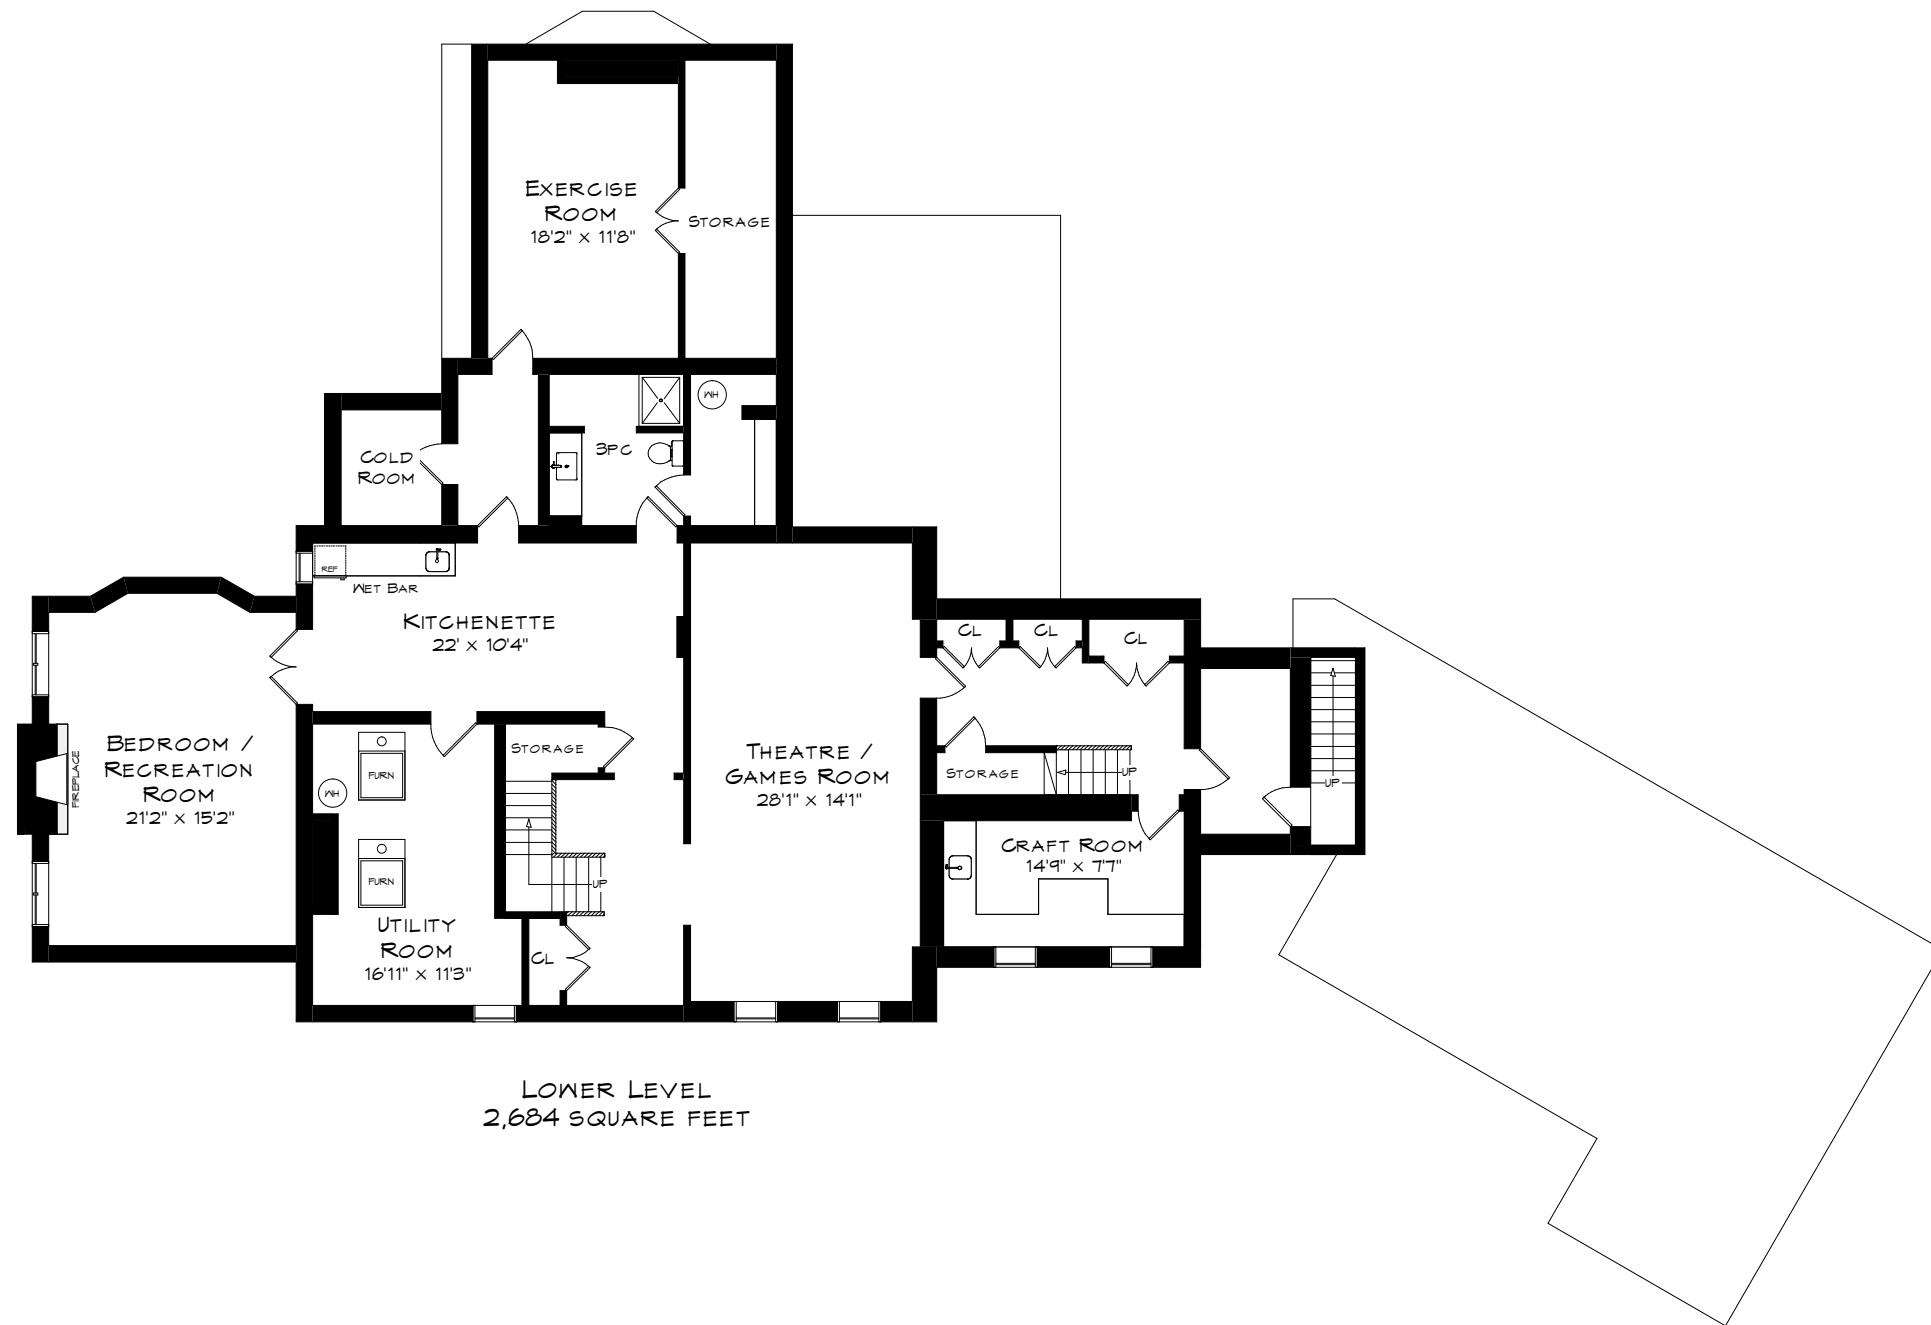 EXERCISE
ROOM
18'2" x 11'8"
STORAGE
WH
COLD
ROOM
3PC
REF
WET BAR
KITCHENETTE
22' x 10'4"
CL
CL
CL
BEDROOM /
RECREATION
ROOM
21'2" x 15'2"
FIREPLACE
FURN
WH
FURN
UTILITY
ROOM
16'11" x 11'3"
STORAGE
UP
CL
THEATRE /
GAMES ROOM
28'1" x 14'1"
STORAGE
UP
UP
CRAFT ROOM
14'9" x 7'7"
LOWER LEVEL
2,684 SQUARE FEET